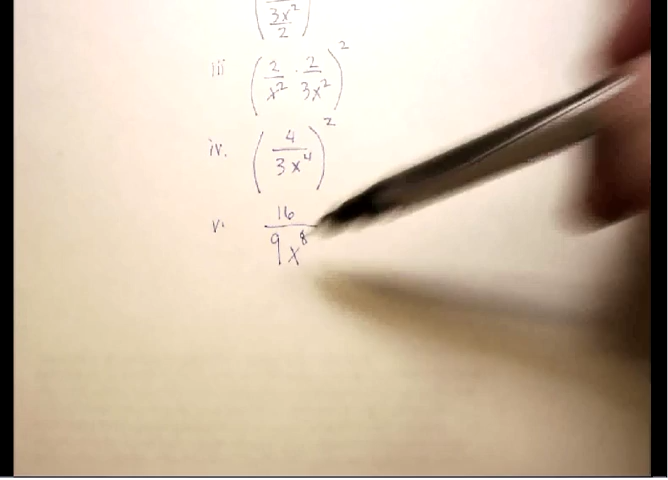 3x²
2
iii (2/x² · 2/3x²)²
iv. (4/3x⁴)²
v. 16/9x⁸